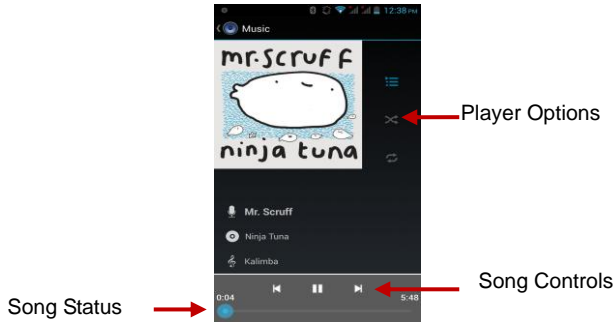 12:38 PM
Music
mr.scruff
ninja tuna
Player Options
Mr. Scruff
Ninja Tuna
Kalimba
Song Controls
0:04
5:48
Song Status